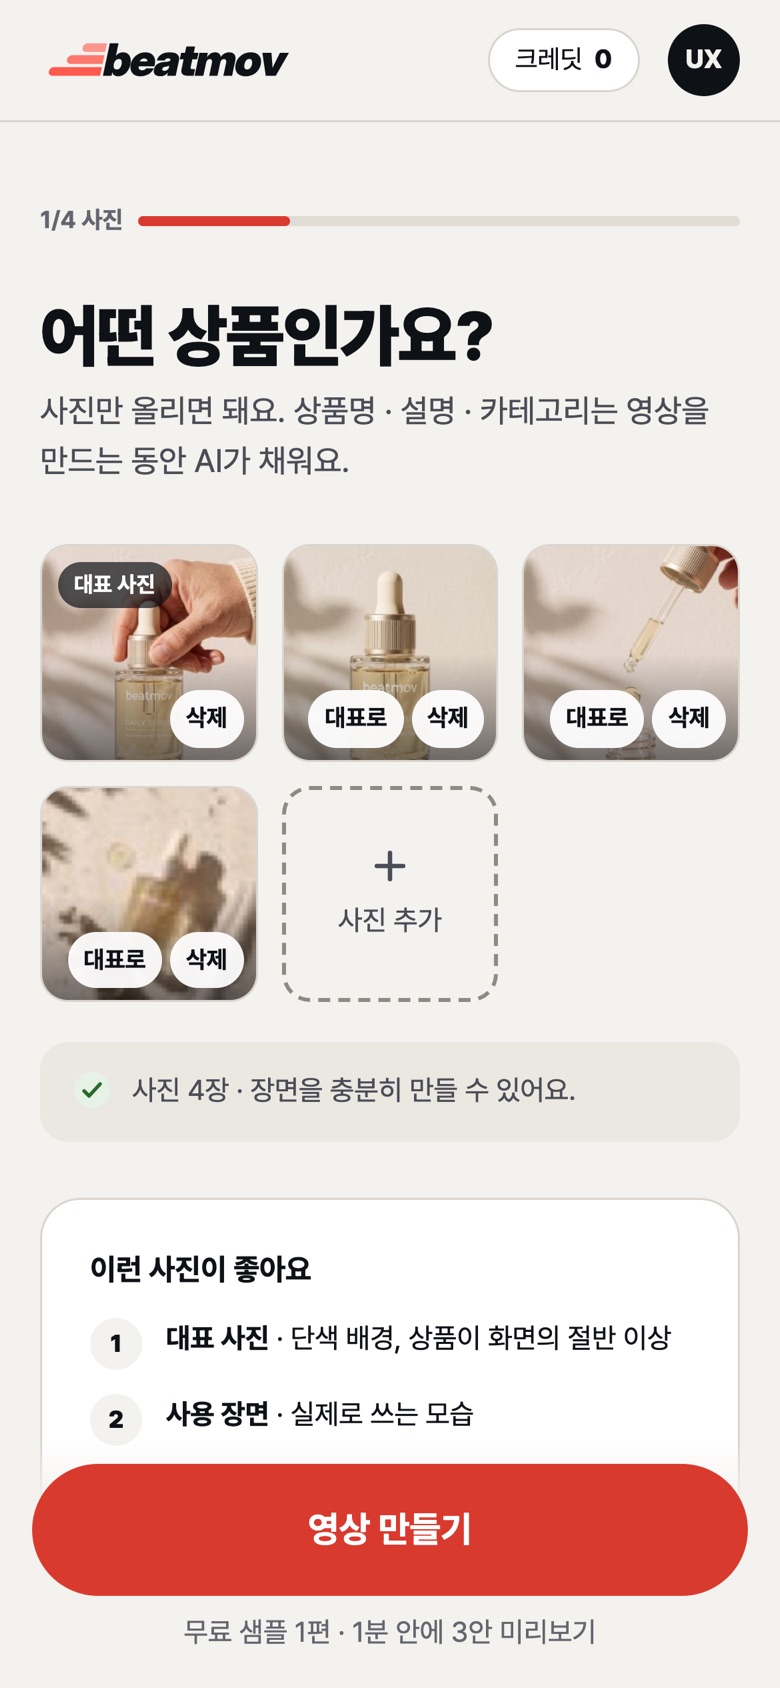 beatmov
크레딧 0
UX
1/4 사진
어떤 상품인가요?
사진만 올리면 돼요. 상품명 · 설명 · 카테고리는 영상을
만드는 동안 AI가 채워요.
대표 사진
beatmov
삭제
beatmov
대표로 삭제
대표로 삭제
대표로 삭제
+
사진 추가
사진 4장 · 장면을 충분히 만들 수 있어요.
이런 사진이 좋아요
1 대표 사진 · 단색 배경, 상품이 화면의 절반 이상
2 사용 장면 · 실제로 쓰는 모습
영상 만들기
무료 샘플 1편 · 1분 안에 3안 미리보기